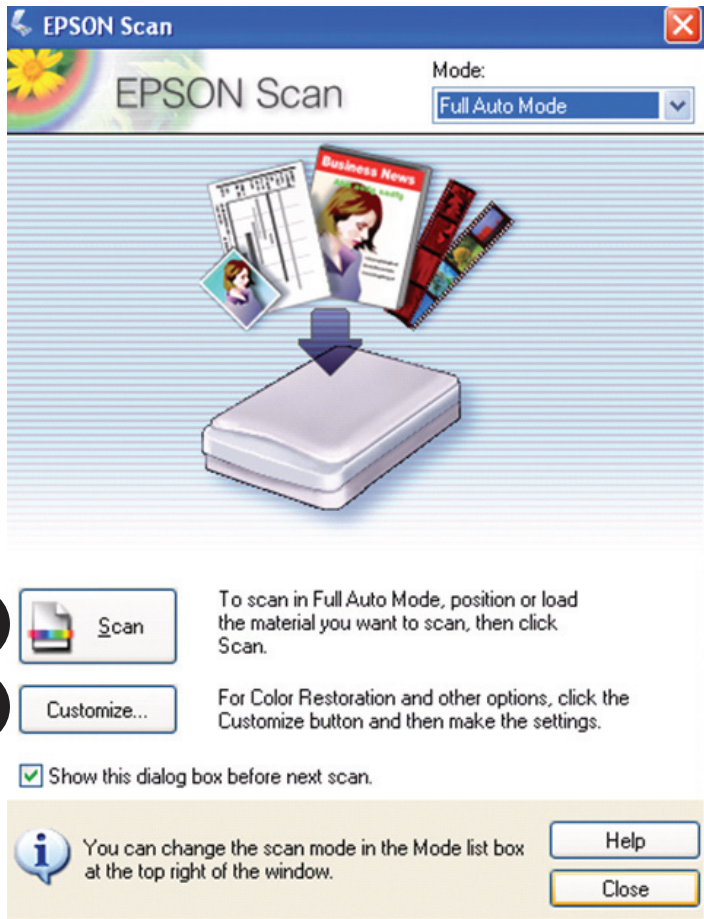 EPSON Scan
EPSON Scan
Mode:
Full Auto Mode
Business News
Scan
To scan in Full Auto Mode, position or load
the material you want to scan, then click
Scan.
Customize...
For Color Restoration and other options, click the
Customize button and then make the settings.
Show this dialog box before next scan.
You can change the scan mode in the Mode list box
at the top right of the window.
Help
Close